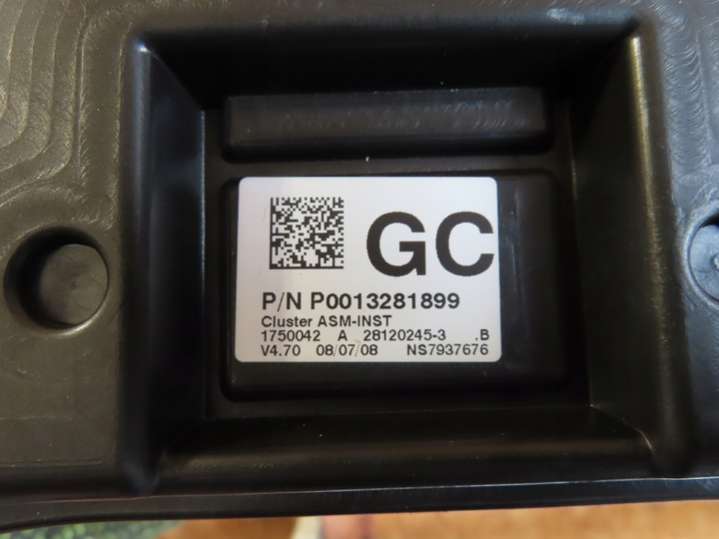 GC
P/N P0013281899
Cluster ASM-INST
1750042 A 28120245-3 .B
V4.70 08/07/08 NS7937676